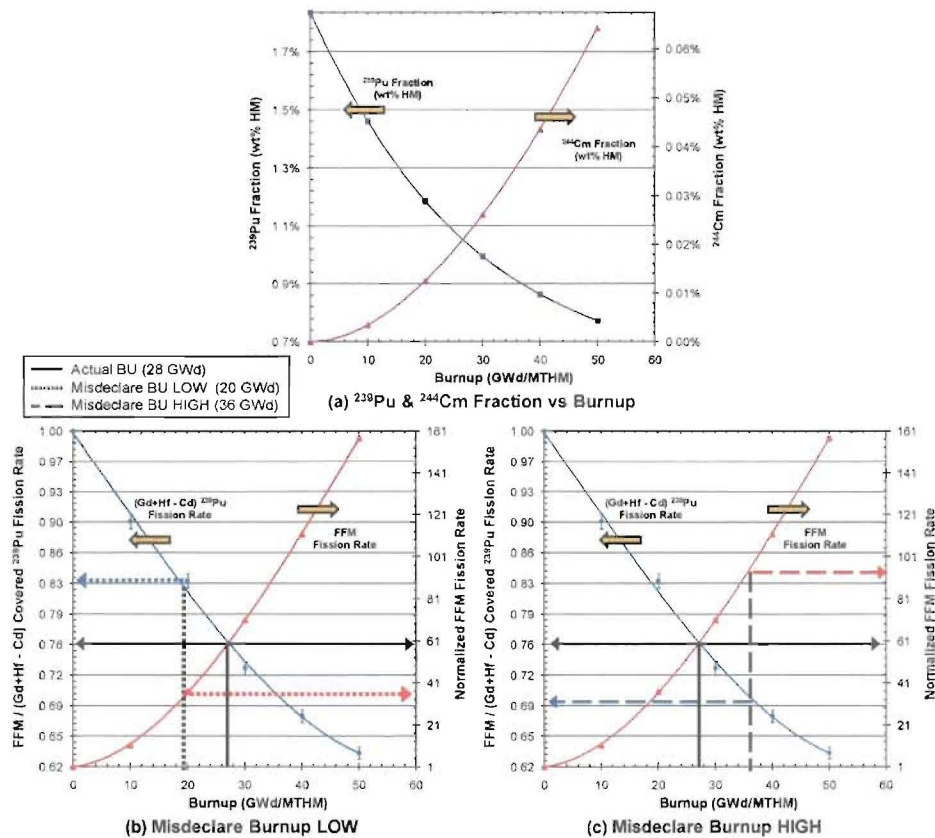 1.7%
1.5%
1.3%
1.1%
0.9%
0.7%
²³⁹Pu Fraction (wt% HM)
²³⁹Pu Fraction
(wt% HM)
²⁴⁴Cm Fraction
(wt% HM)
0.06%
0.05%
0.04%
0.03%
0.02%
0.01%
0.00%
²⁴⁴Cm Fraction (wt% HM)
0 10 20 30 40 50 60
Burnup (GWd/MTHM)
(a) ²³⁹Pu & ²⁴⁴Cm Fraction vs Burnup
Actual BU (28 GWd)
Misdeclare BU LOW (20 GWd)
Misdeclare BU HIGH (36 GWd)
1.00
0.97
0.93
0.90
0.86
0.83
0.79
0.76
0.72
0.69
0.65
0.62
FFM / (Gd+Hf - Cd) Covered ²³⁹Pu Fission Rate
(Gd+Hf - Cd) ²³⁹Pu
Fission Rate
FFM
Fission Rate
161
141
121
101
81
61
41
21
1
Normalized FFM Fission Rate
0 10 20 30 40 50 60
Burnup (GWd/MTHM)
(b) Misdeclare Burnup LOW
1.00
0.97
0.93
0.90
0.86
0.83
0.79
0.76
0.72
0.69
0.65
0.62
FFM / (Gd+Hf - Cd) Covered ²³⁹Pu Fission Rate
(Gd+Hf - Cd) ²³⁹Pu
Fission Rate
FFM
Fission Rate
161
141
121
101
81
61
41
21
1
Normalized FFM Fission Rate
0 10 20 30 40 50 60
Burnup (GWd/MTHM)
(c) Misdeclare Burnup HIGH